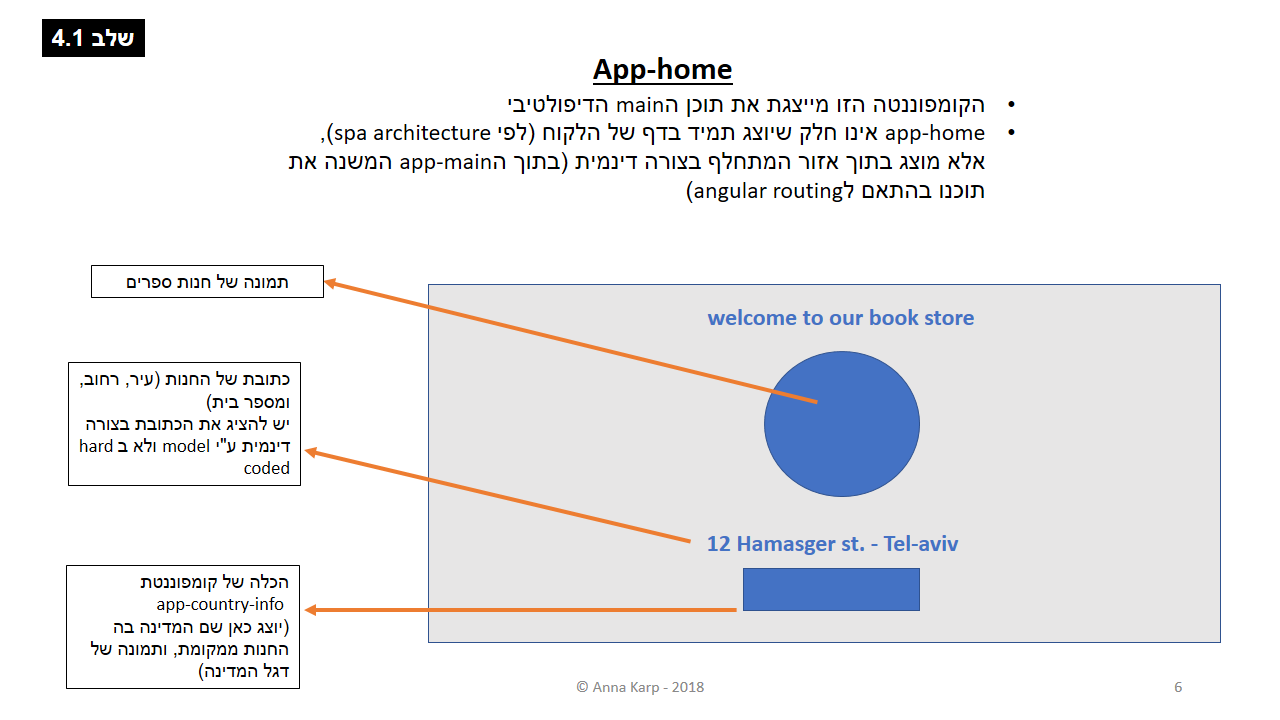 שלב 4.1
App-home
• הקומפוננטה הזו מייצגת את תוכן הmain הדיפולטיבי
• app-home אינו חלק שיוצג תמיד בדף של הלקוח (לפי spa architecture),
אלא מוצג בתוך אזור המתחלף בצורה דינמית (בתוך הapp-main המשנה את
תוכנו בהתאם לangular routing)
תמונה של חנות ספרים
welcome to our book store
כתובת של החנות (עיר, רחוב,
ומספר בית)
יש להציג את הכתובת בצורה
דינמית ע"י model ולא ב hard
coded
12 Hamasger st. - Tel-aviv
הכלה של קומפוננטת
app-country-info
(יוצג כאן שם המדינה בה
החנות ממקומת, ותמונה של
דגל המדינה)
© Anna Karp - 2018
6